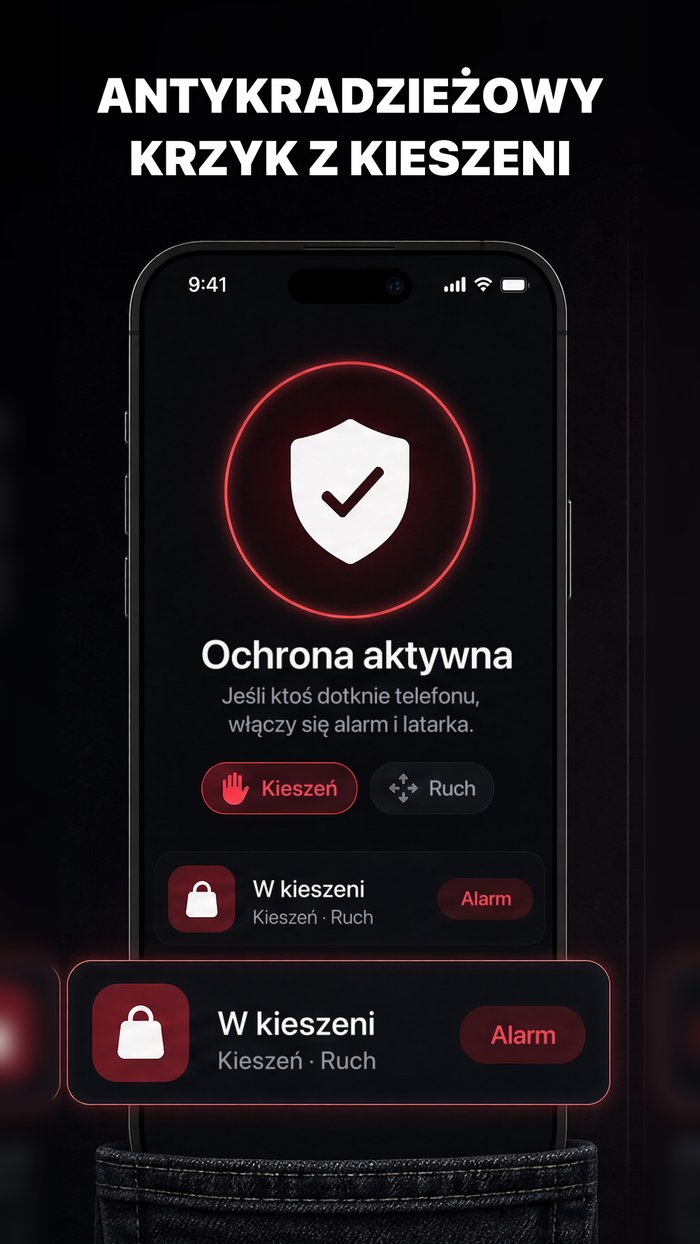 ANTYKRADZIEŻOWY
KRZYK Z KIESZENI
9:41
Ochrona aktywna
Jeśli ktoś dotknie telefonu,
włączy się alarm i latarka.
Kieszeń
Ruch
W kieszeni
Kieszeń · Ruch
Alarm
W kieszeni
Kieszeń · Ruch
Alarm